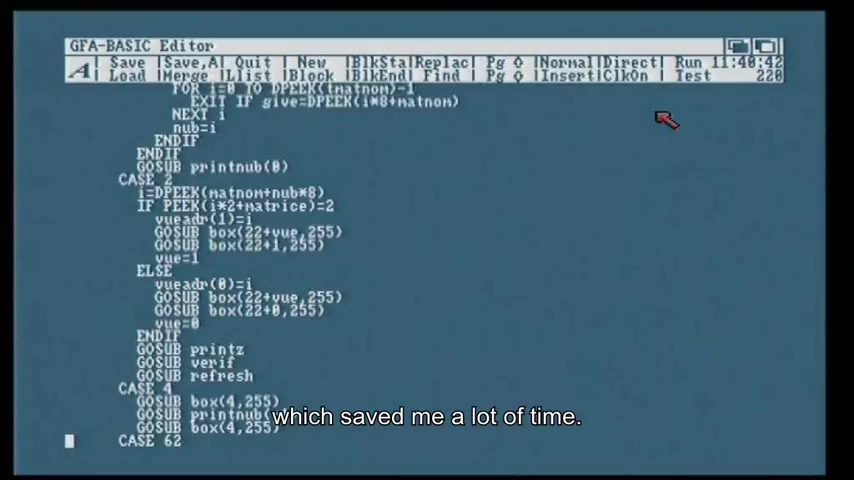 GFA-BASIC Editor
A| Save |Save,A| Quit | New |BlkSta|Replac| Pg ⇧ |Normal|Direct| Run 11:40:42
Load |Merge |Llist |Block |BlkEnd| Find | Pg ⇩ |Insert|ClkOn | Test 220
FOR i=0 TO DPEEK(tmatnom)-1
EXIT IF give=DPEEK(i*8+matnom)
NEXT i
nub=i
ENDIF
ENDIF
GOSUB printnub(0)
CASE 2
i=DPEEK(matnom+nub*8)
IF PEEK(i*2+matrice)=2
vueadr(1)=i
GOSUB box(22+vue,255)
GOSUB box(22+1,255)
vue=1
ELSE
vueadr(0)=i
GOSUB box(22+vue,255)
GOSUB box(22+0,255)
vue=0
ENDIF
GOSUB printz
GOSUB verif
GOSUB refresh
CASE 4
GOSUB box(4,255)
GOSUB printnub(
GOSUB box(4,255)
which saved me a lot of time.
CASE 62